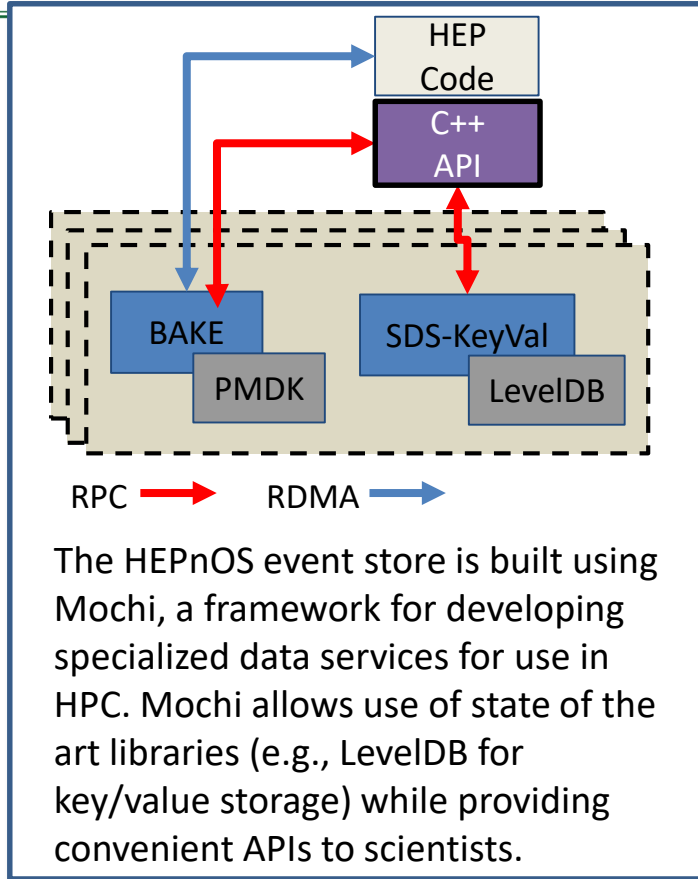 HEP
Code
C++
API
BAKE
SDS-KeyVal
PMDK
LevelDB
RPC
RDMA
The HEPnOS event store is built using
Mochi, a framework for developing
specialized data services for use in
HPC. Mochi allows use of state of the
art libraries (e.g., LevelDB for
key/value storage) while providing
convenient APIs to scientists.